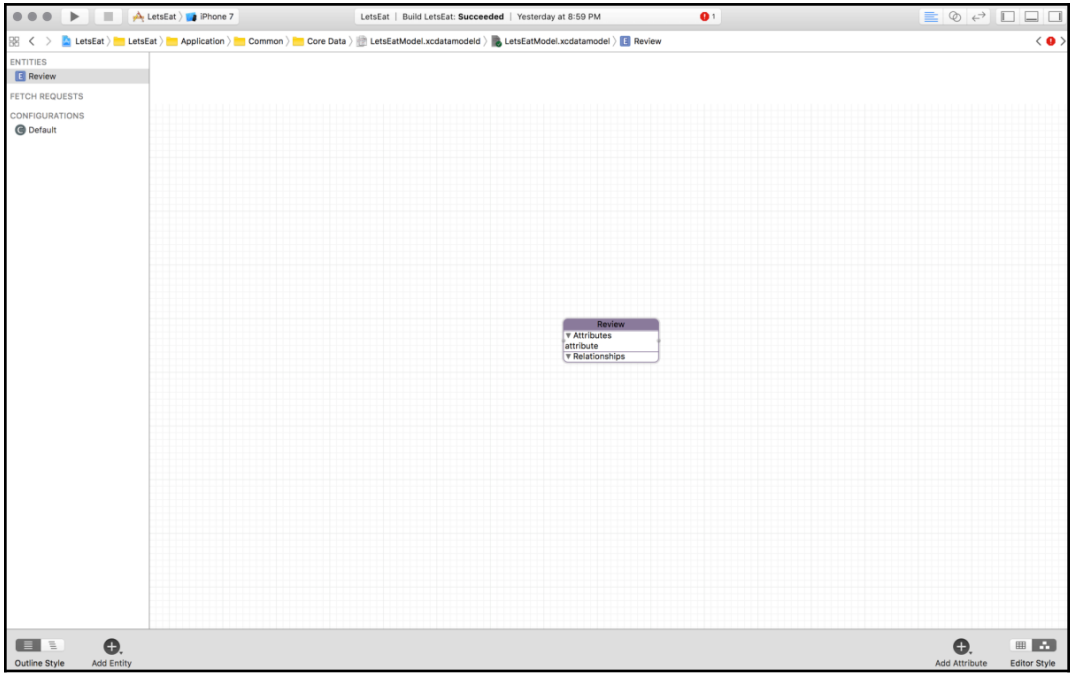 LetsEat iPhone 7 LetsEat | Build LetsEat: Succeeded | Yesterday at 8:59 PM 1
LetsEat LetsEat Application Common Core Data LetsEatModel.xcdatamodeld LetsEatModel.xcdatamodel E Review
ENTITIES
E Review
FETCH REQUESTS
CONFIGURATIONS
C Default
Review
Attributes
attribute
Relationships
Outline Style Add Entity Add Attribute Editor Style